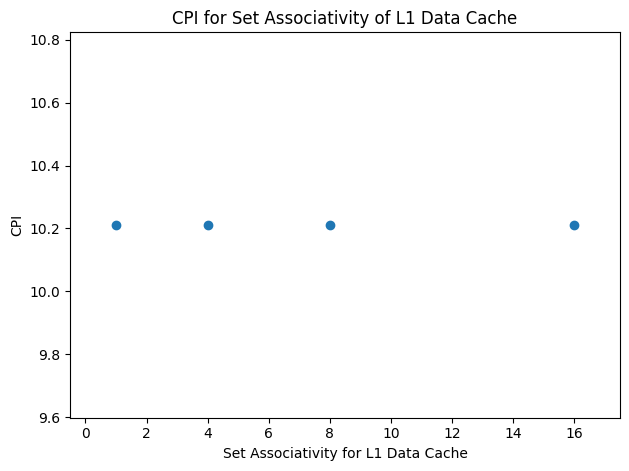 CPI for Set Associativity of L1 Data Cache
10.8
10.6
10.4
10.2
10.0
9.8
9.6
CPI
0 2 4 6 8 10 12 14 16
Set Associativity for L1 Data Cache